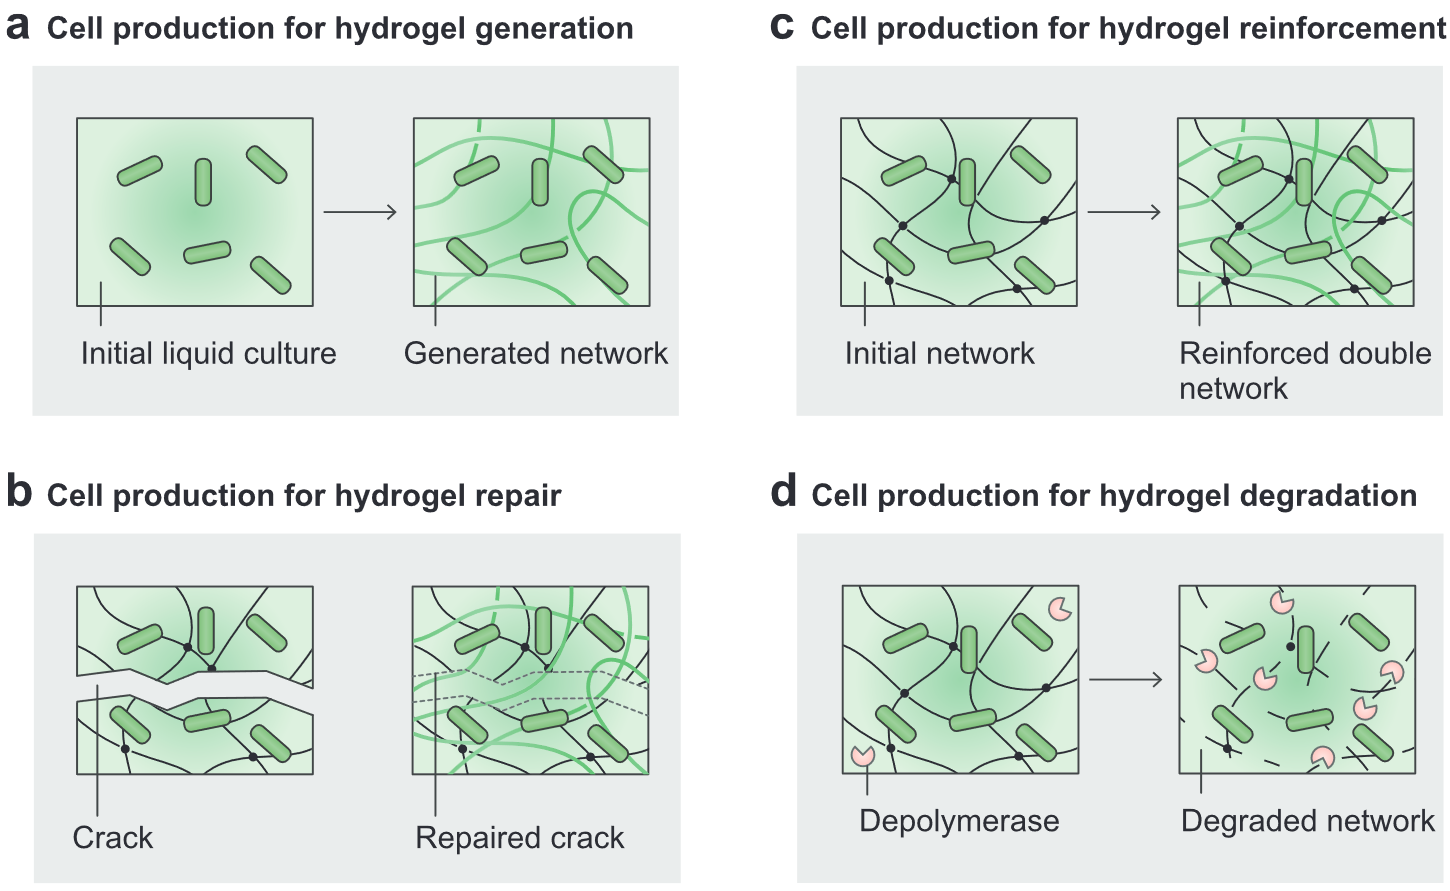 a Cell production for hydrogel generation
Initial liquid culture
Generated network
b Cell production for hydrogel repair
Crack
Repaired crack
c Cell production for hydrogel reinforcement
Initial network
Reinforced double
network
d Cell production for hydrogel degradation
Depolymerase
Degraded network